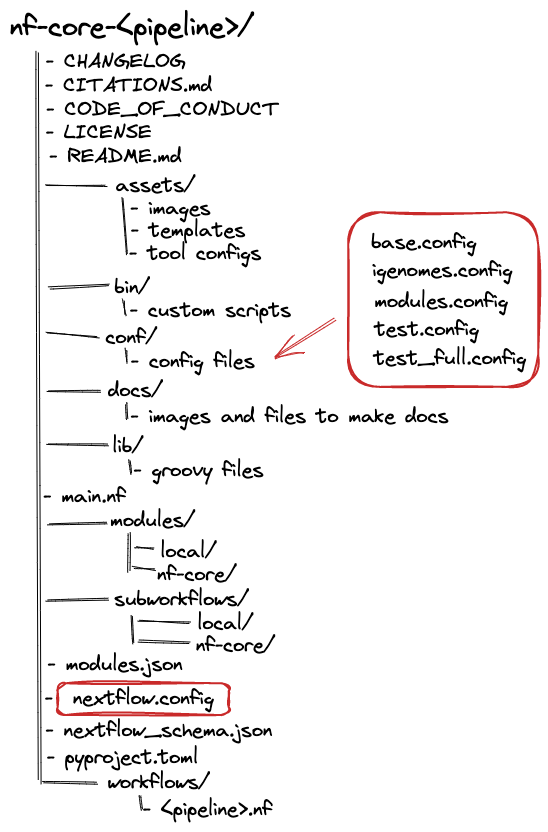 nf-core-<pipeline>/
- CHANGELOG
- CITATIONS.md
- CODE_OF_CONDUCT
- LICENSE
- README.md
assets/
- images
- templates
- tool configs
bin/
- custom scripts
conf/
- config files
base.config
igenomes.config
modules.config
test.config
test_full.config
docs/
- images and files to make docs
lib/
- groovy files
- main.nf
modules/
local/
nf-core/
subworkflows/
local/
nf-core/
- modules.json
- nextflow.config
- nextflow_schema.json
- pyproject.toml
workflows/
- <pipeline>.nf